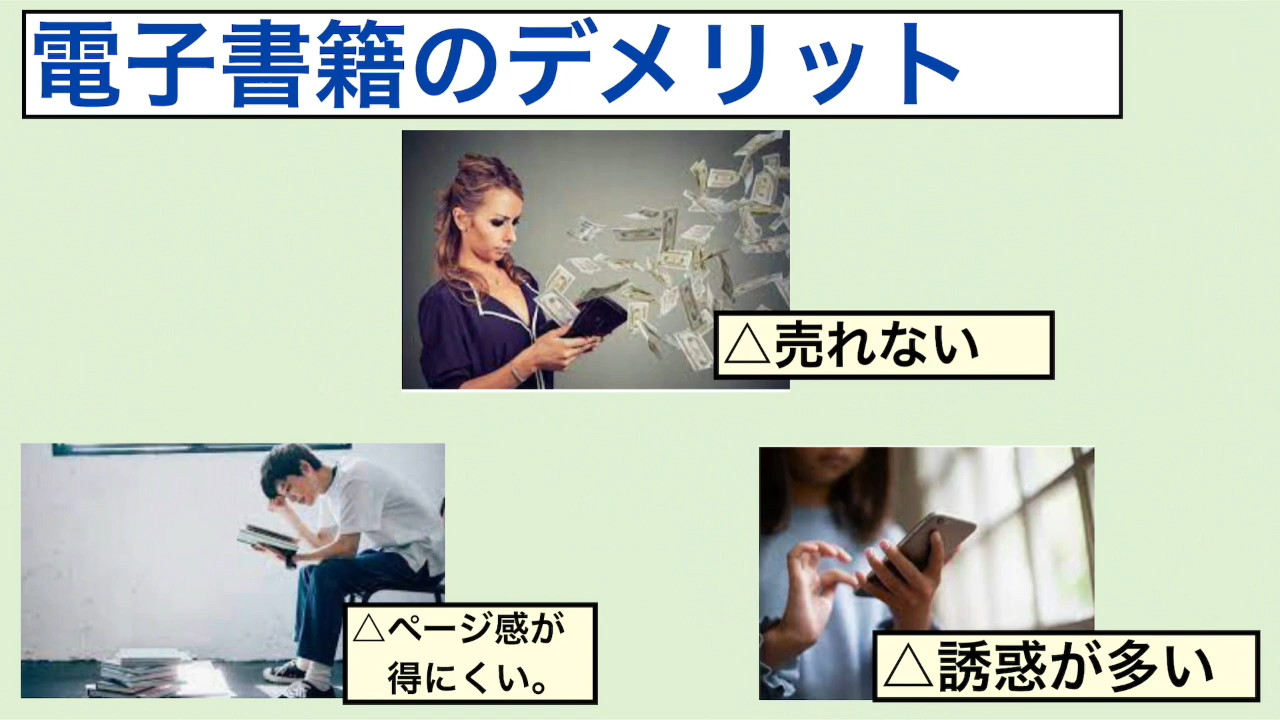 電子書籍のデメリット
△売れない
△ページ感が
得にくい。
△誘惑が多い